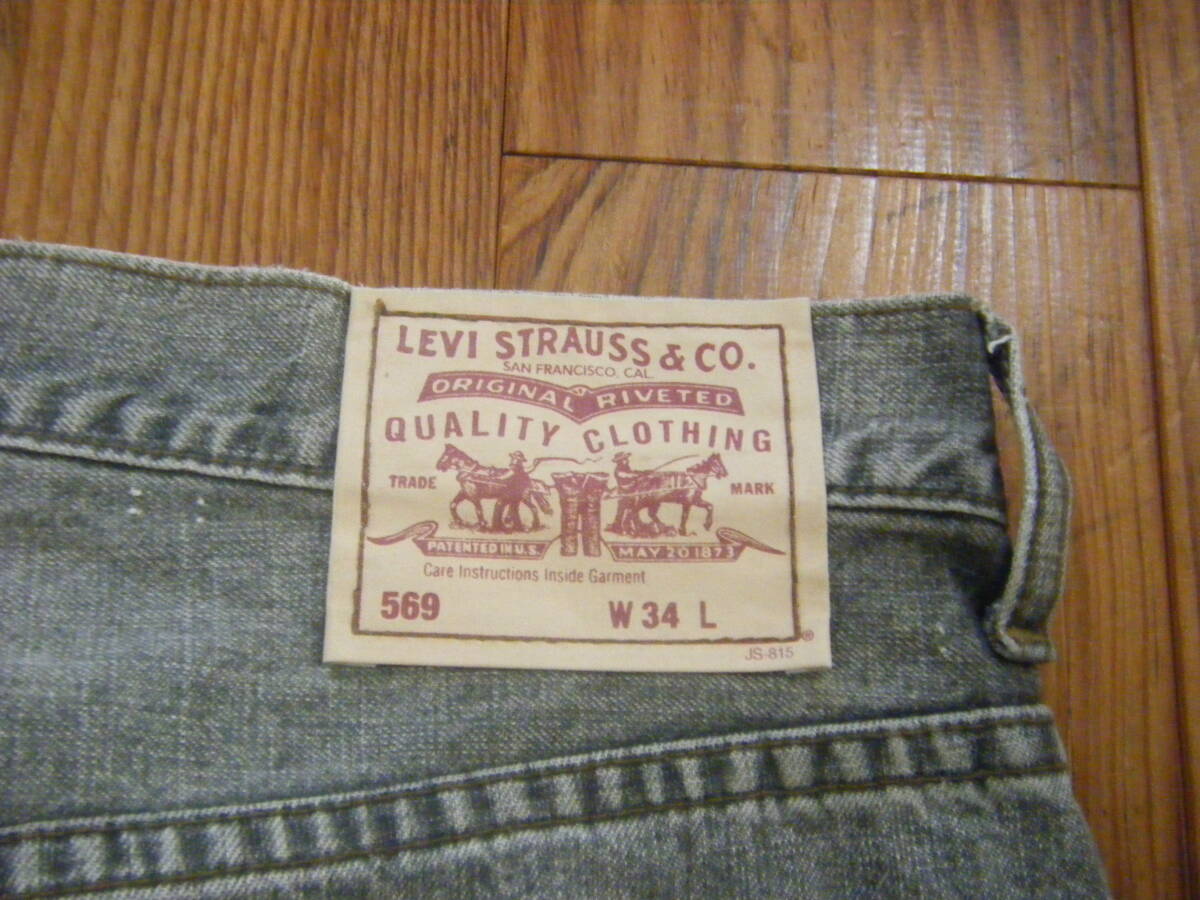 LEVI STRAUSS & CO.
SAN FRANCISCO, CAL.
ORIGINAL RIVETED
QUALITY CLOTHING
TRADE MARK
PATENTED IN U.S. MAY 20 1873
Care Instructions Inside Garment
569 W 34 L
®
JS-815